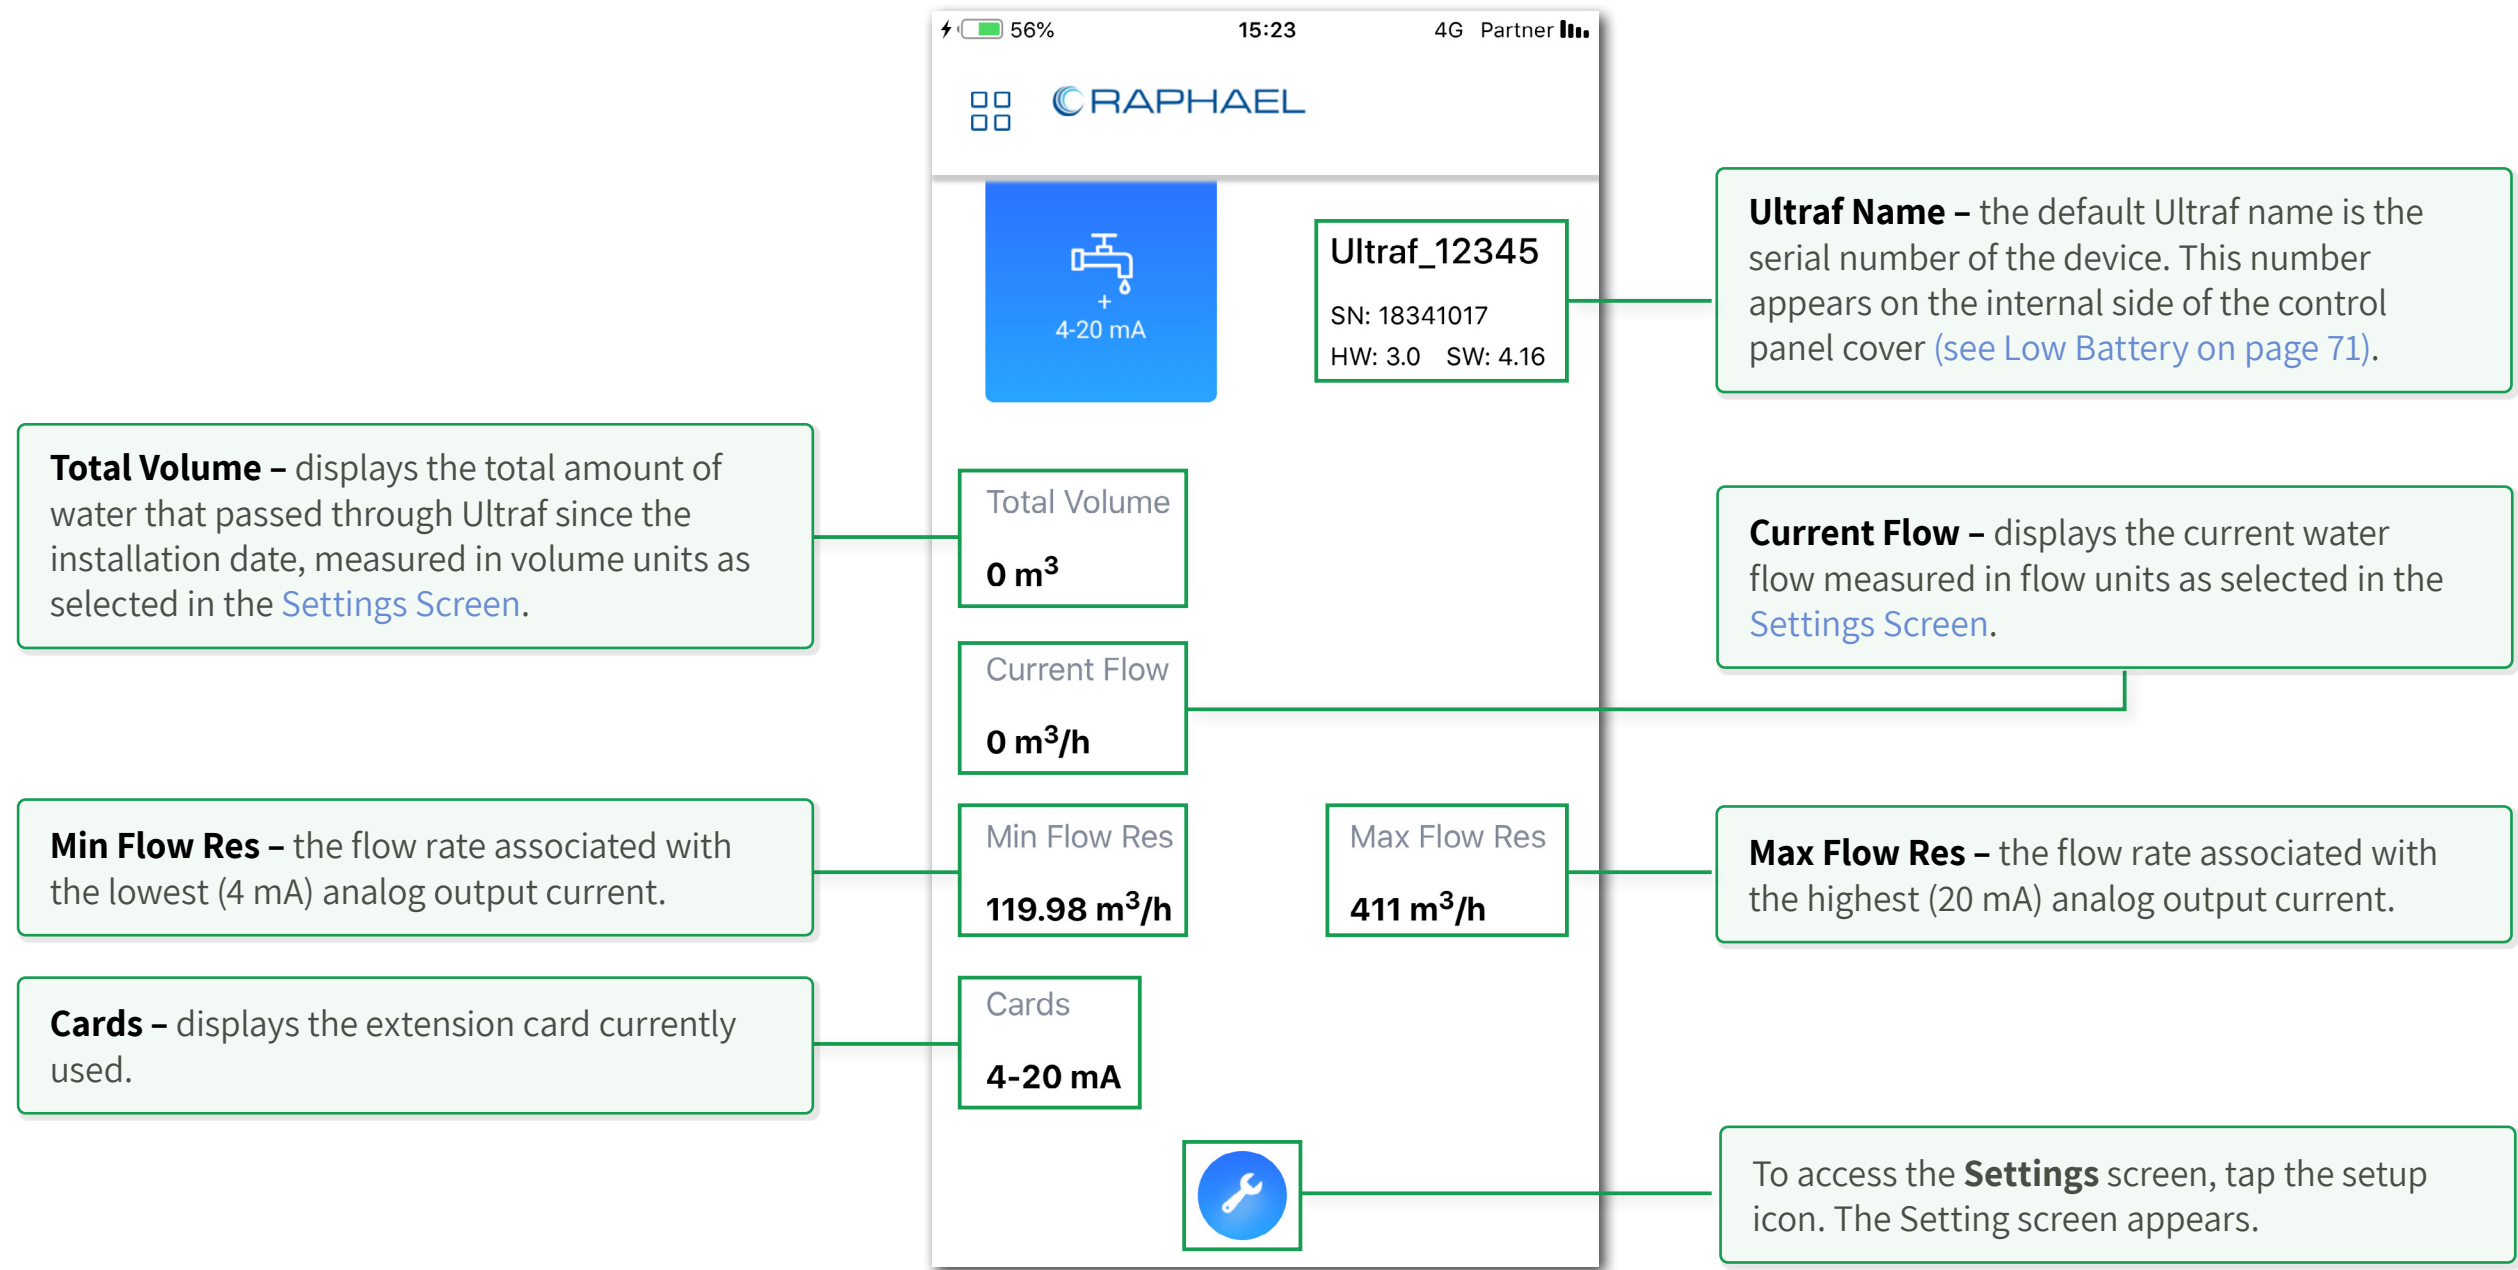 56%
15:23
4G Partner
RAPHAEL
+
4-20 mA
Ultraf_12345
SN: 18341017
HW: 3.0 SW: 4.16
Ultraf Name – the default Ultraf name is the
serial number of the device. This number
appears on the internal side of the control
panel cover (see Low Battery on page 71).
Total Volume – displays the total amount of
water that passed through Ultraf since the
installation date, measured in volume units as
selected in the Settings Screen.
Total Volume
0 m³
Current Flow – displays the current water
flow measured in flow units as selected in the
Settings Screen.
Current Flow
0 m³/h
Min Flow Res – the flow rate associated with
the lowest (4 mA) analog output current.
Min Flow Res
119.98 m³/h
Max Flow Res
411 m³/h
Max Flow Res – the flow rate associated with
the highest (20 mA) analog output current.
Cards – displays the extension card currently
used.
Cards
4-20 mA
To access the Settings screen, tap the setup
icon. The Setting screen appears.